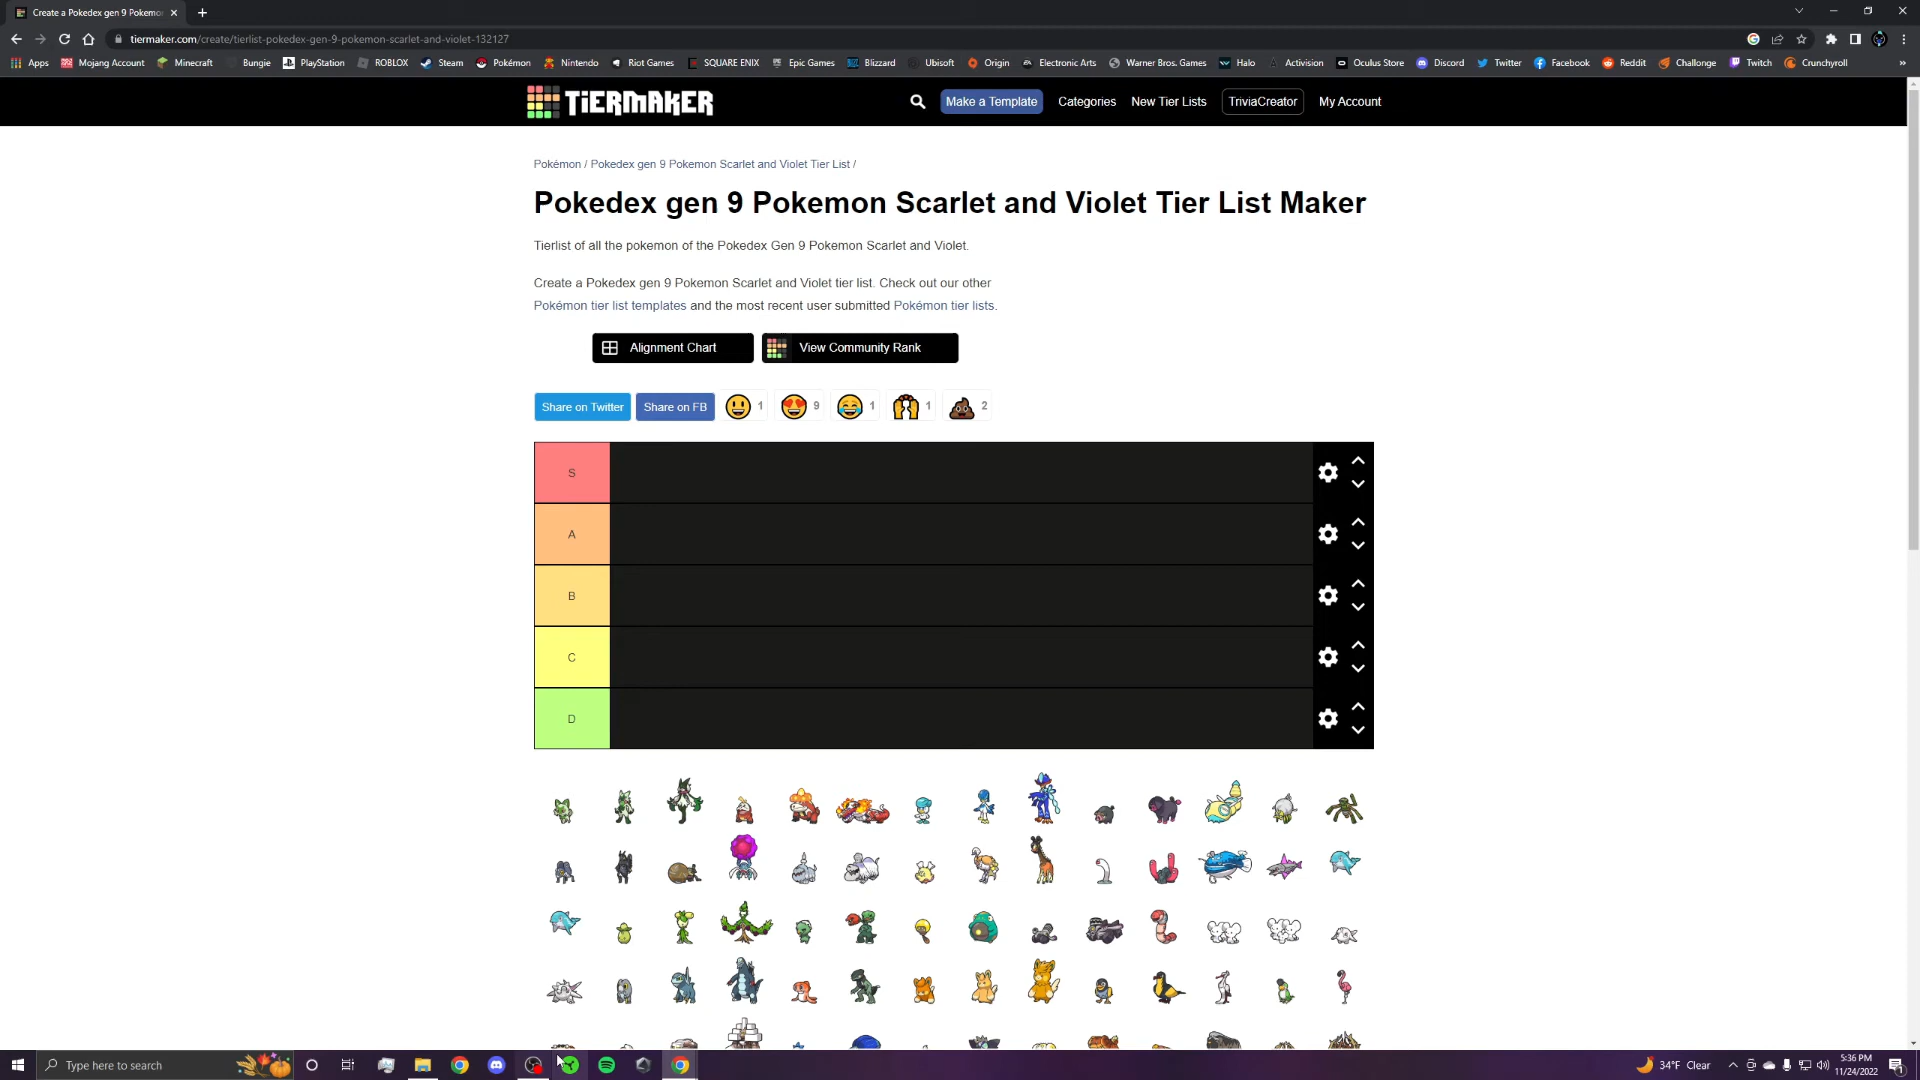 Create a Pokedex gen 9 Pokemo
tiermaker.com/create/tierlist-pokedex-gen-9-pokemon-scarlet-and-violet-132127
Apps Mojang Account Minecraft Bungie PlayStation ROBLOX Steam Pokémon Nintendo Riot Games SQUARE ENIX Epic Games Blizzard Ubisoft Origin Electronic Arts Warner Bros. Games Halo Activision Oculus Store Discord Twitter Facebook Reddit Challonge Twitch Crunchyroll
TiERMAKER Make a Template Categories New Tier Lists TriviaCreator My Account
Pokémon / Pokedex gen 9 Pokemon Scarlet and Violet Tier List /
Pokedex gen 9 Pokemon Scarlet and Violet Tier List Maker
Tierlist of all the pokemon of the Pokedex Gen 9 Pokemon Scarlet and Violet.
Create a Pokedex gen 9 Pokemon Scarlet and Violet tier list. Check out our other
Pokémon tier list templates and the most recent user submitted Pokémon tier lists.
Alignment Chart View Community Rank
Share on Twitter Share on FB 1 9 1 1 2
S
A
B
C
D
Type here to search
34°F Clear
5:36 PM
11/24/2022